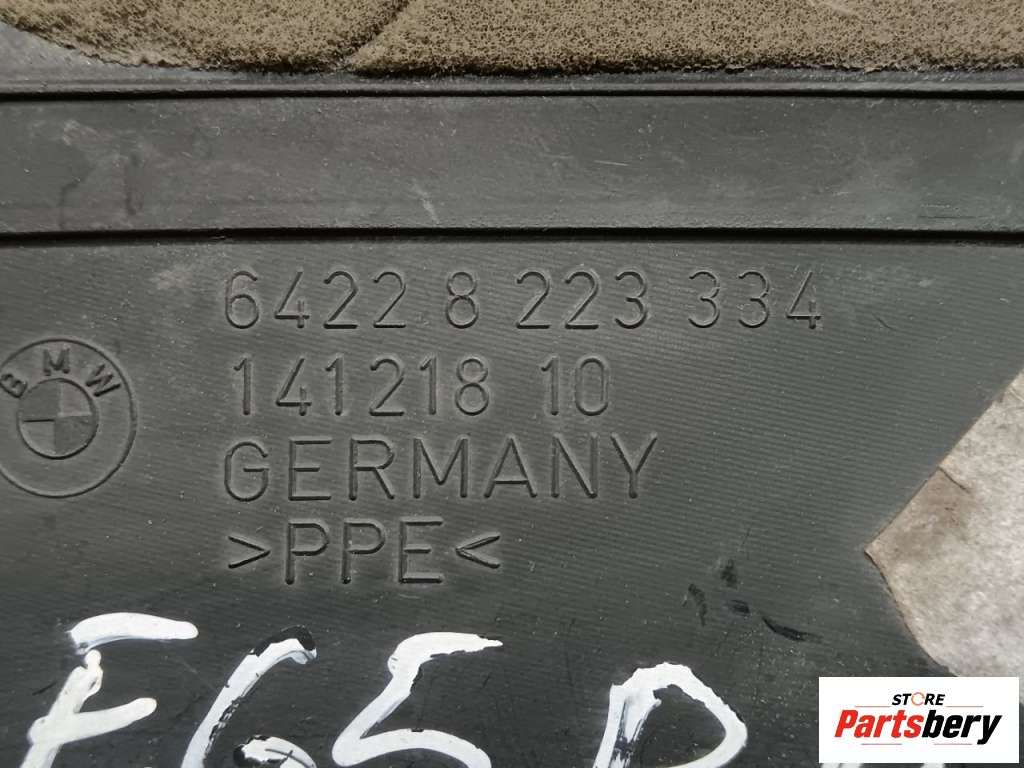 6422 8 223 334
BMW
141218 10
GERMANY
>PPE<
STORE
Partsbery